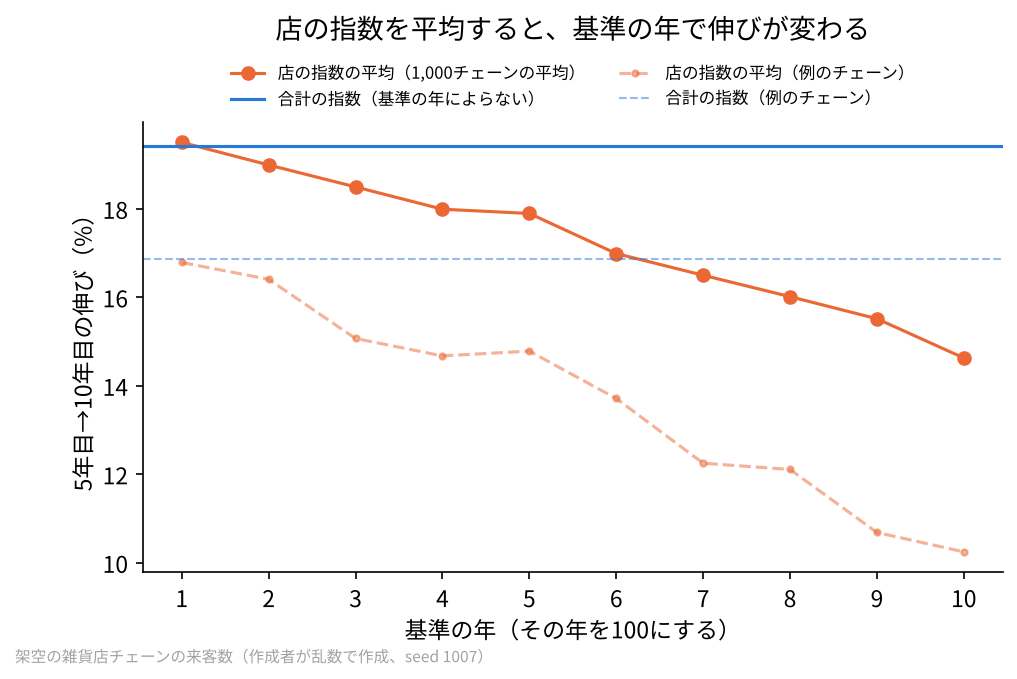 店の指数を平均すると、基準の年で伸びが変わる
店の指数の平均（1,000チェーンの平均）
合計の指数（基準の年によらない）
店の指数の平均（例のチェーン）
合計の指数（例のチェーン）
5年目→10年目の伸び（%）
18
16
14
12
10
1 2 3 4 5 6 7 8 9 10
基準の年（その年を100にする）
架空の雑貨店チェーンの来客数（作成者が乱数で作成、seed 1007）